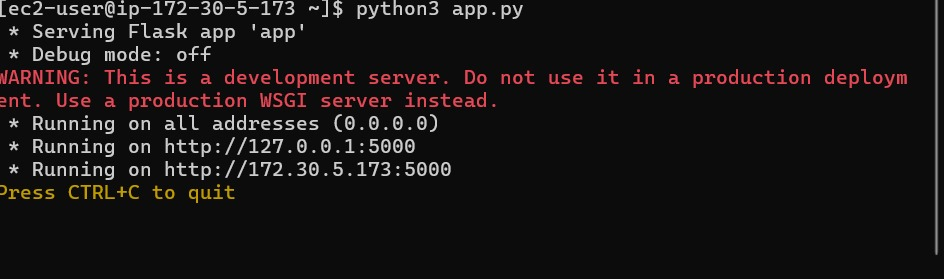 [ec2-user@ip-172-30-5-173 ~]$ python3 app.py
 * Serving Flask app 'app'
 * Debug mode: off
WARNING: This is a development server. Do not use it in a production deploym
ent. Use a production WSGI server instead.
 * Running on all addresses (0.0.0.0)
 * Running on http://127.0.0.1:5000
 * Running on http://172.30.5.173:5000
Press CTRL+C to quit